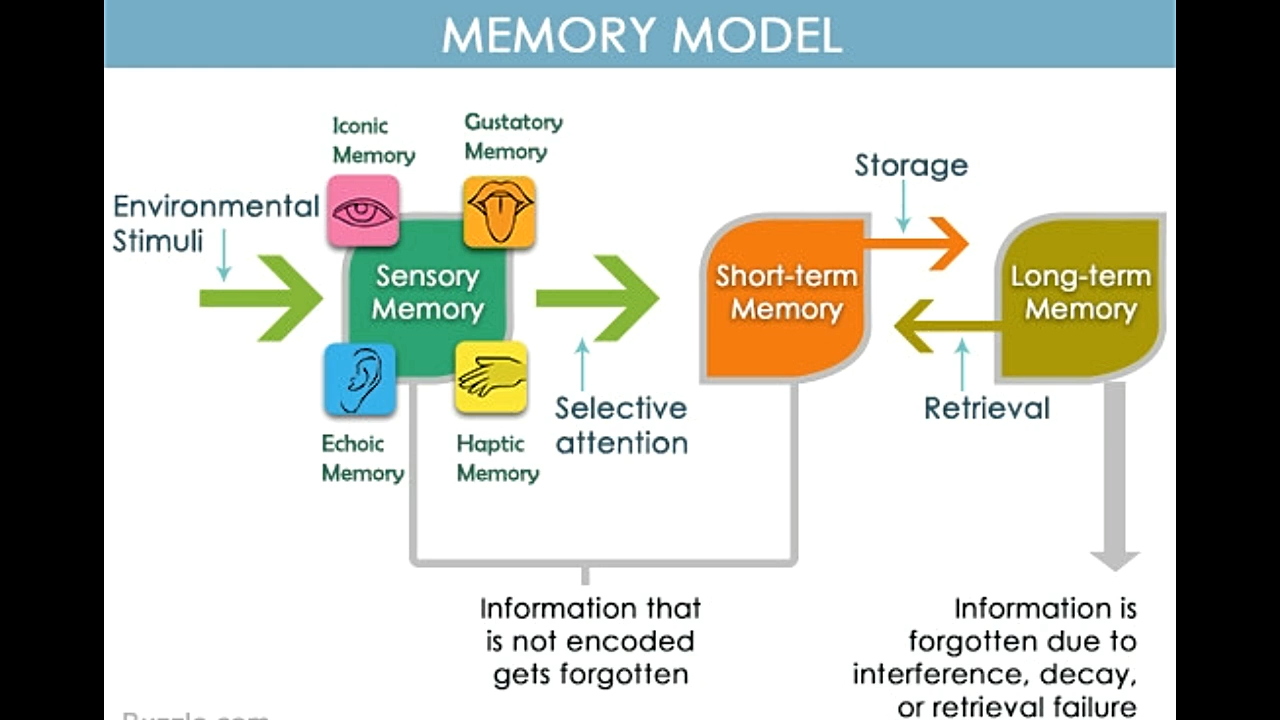 MEMORY MODEL
Iconic
Memory
Gustatory
Memory
Environmental
Stimuli
Storage
Sensory
Memory
Short-term
Memory
Long-term
Memory
Echoic
Memory
Haptic
Memory
Selective
attention
Retrieval
Information that
is not encoded
gets forgotten
Information is
forgotten due to
interference, decay,
or retrieval failure
Buzzle.com